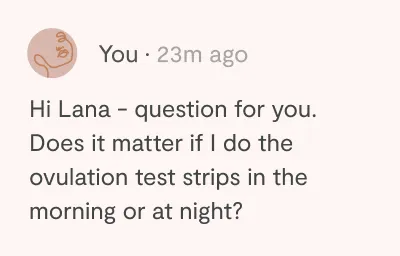 You · 23m ago
Hi Lana - question for you.
Does it matter if I do the
ovulation test strips in the
morning or at night?